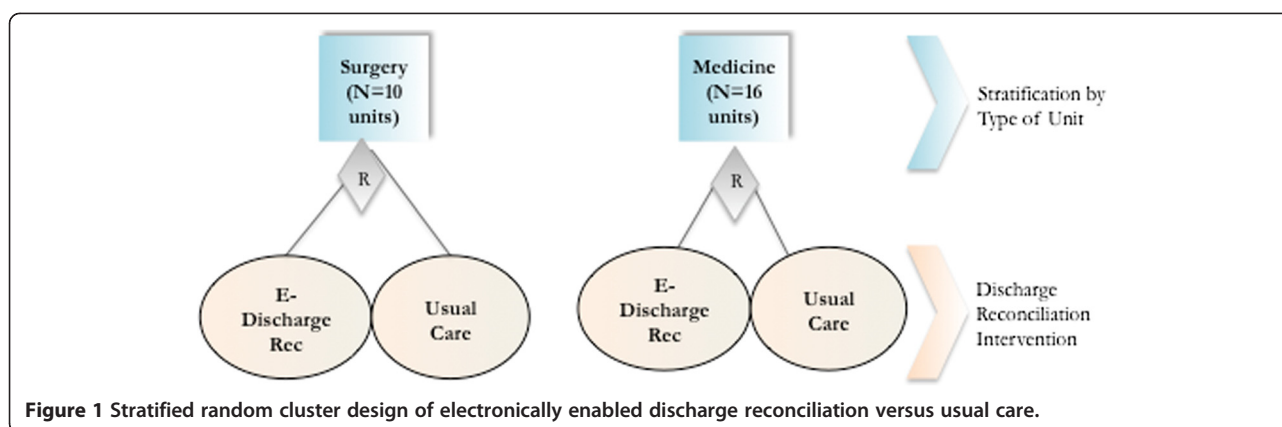 Surgery
(N=10
units)
Medicine
(N=16
units)
Stratification by
Type of Unit
R
R
E-
Discharge
Rec
Usual
Care
E-
Discharge
Rec
Usual
Care
Discharge
Reconciliation
Intervention
Figure 1 Stratified random cluster design of electronically enabled discharge reconciliation versus usual care.